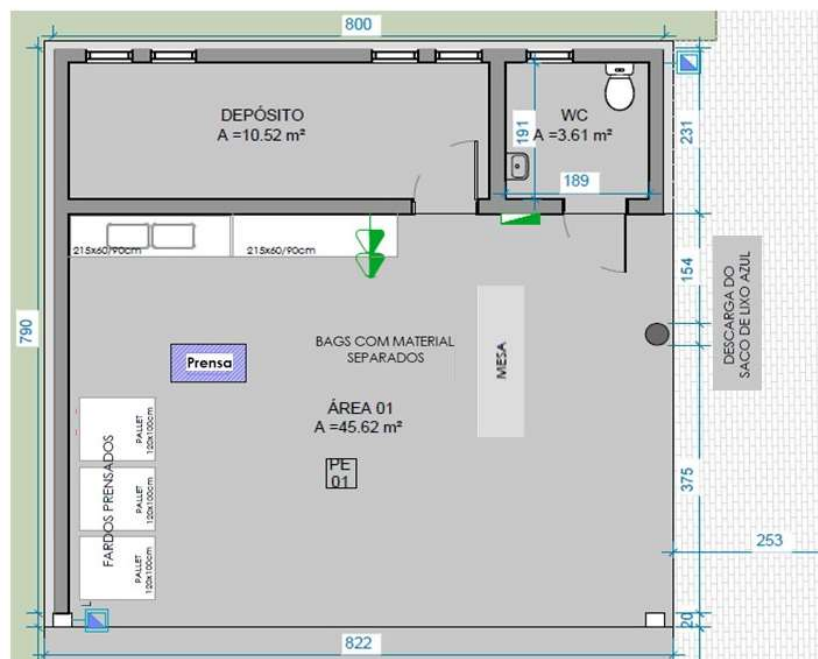 800
DEPÓSITO
A =10.52 m²
WC
A =3.61 m²
191
189
231
215x60/90cm
215x60/90cm
154
DESCARGA DO
SACO DE LIXO AZUL
790
Prensa
BAGS COM MATERIAL
SEPARADOS
MESA
ÁREA 01
A =45.62 m²
PE
01
FARDOS PRENSADOS
PALLET
120x100cm
PALLET
120x100cm
PALLET
120x100cm
375
253
20
822